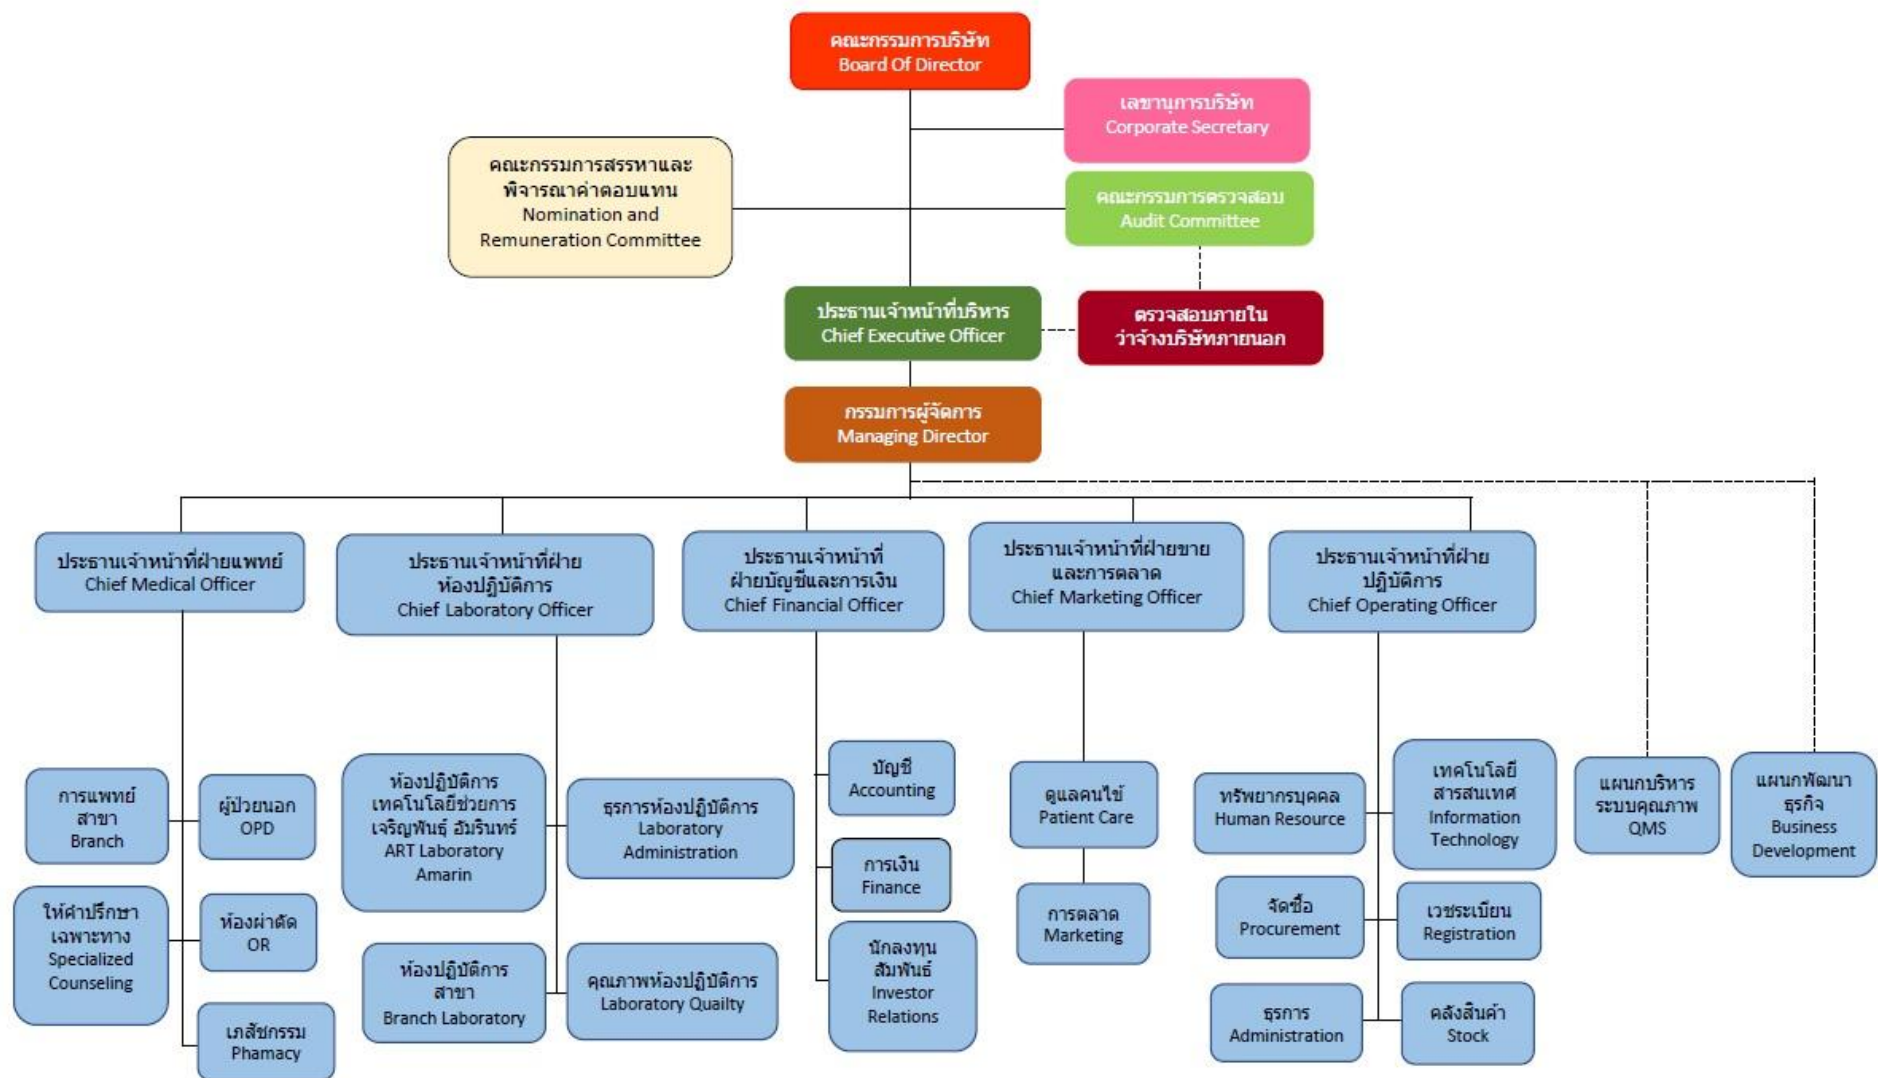 คณะกรรมการบริษัท
Board Of Director
เลขานุการบริษัท
Corporate Secretary
คณะกรรมการสรรหาและ
พิจารณาค่าตอบแทน
Nomination and
Remuneration Committee
คณะกรรมการตรวจสอบ
Audit Committee
ประธานเจ้าหน้าที่บริหาร
Chief Executive Officer
ตรวจสอบภายใน
ว่าจ้างบริษัทภายนอก
กรรมการผู้จัดการ
Managing Director
ประธานเจ้าหน้าที่ฝ่ายแพทย์
Chief Medical Officer
ประธานเจ้าหน้าที่ฝ่าย
ห้องปฏิบัติการ
Chief Laboratory Officer
ประธานเจ้าหน้าที่
ฝ่ายบัญชีและการเงิน
Chief Financial Officer
ประธานเจ้าหน้าที่ฝ่ายขาย
และการตลาด
Chief Marketing Officer
ประธานเจ้าหน้าที่ฝ่าย
ปฏิบัติการ
Chief Operating Officer
การแพทย์
สาขา
Branch
ผู้ป่วยนอก
OPD
ให้คำปรึกษา
เฉพาะทาง
Specialized
Counseling
ห้องผ่าตัด
OR
เภสัชกรรม
Phamacy
ห้องปฏิบัติการ
เทคโนโลยีช่วยการ
เจริญพันธุ์ อัมรินทร์
ART Laboratory
Amarin
ธุรการห้องปฏิบัติการ
Laboratory
Administration
ห้องปฏิบัติการ
สาขา
Branch Laboratory
คุณภาพห้องปฏิบัติการ
Laboratory Quailty
บัญชี
Accounting
การเงิน
Finance
นักลงทุน
สัมพันธ์
Investor
Relations
ดูแลคนไข้
Patient Care
การตลาด
Marketing
ทรัพยากรบุคคล
Human Resource
เทคโนโลยี
สารสนเทศ
Information
Technology
จัดซื้อ
Procurement
เวชระเบียน
Registration
ธุรการ
Administration
คลังสินค้า
Stock
แผนกบริหาร
ระบบคุณภาพ
QMS
แผนกพัฒนา
ธุรกิจ
Business
Development